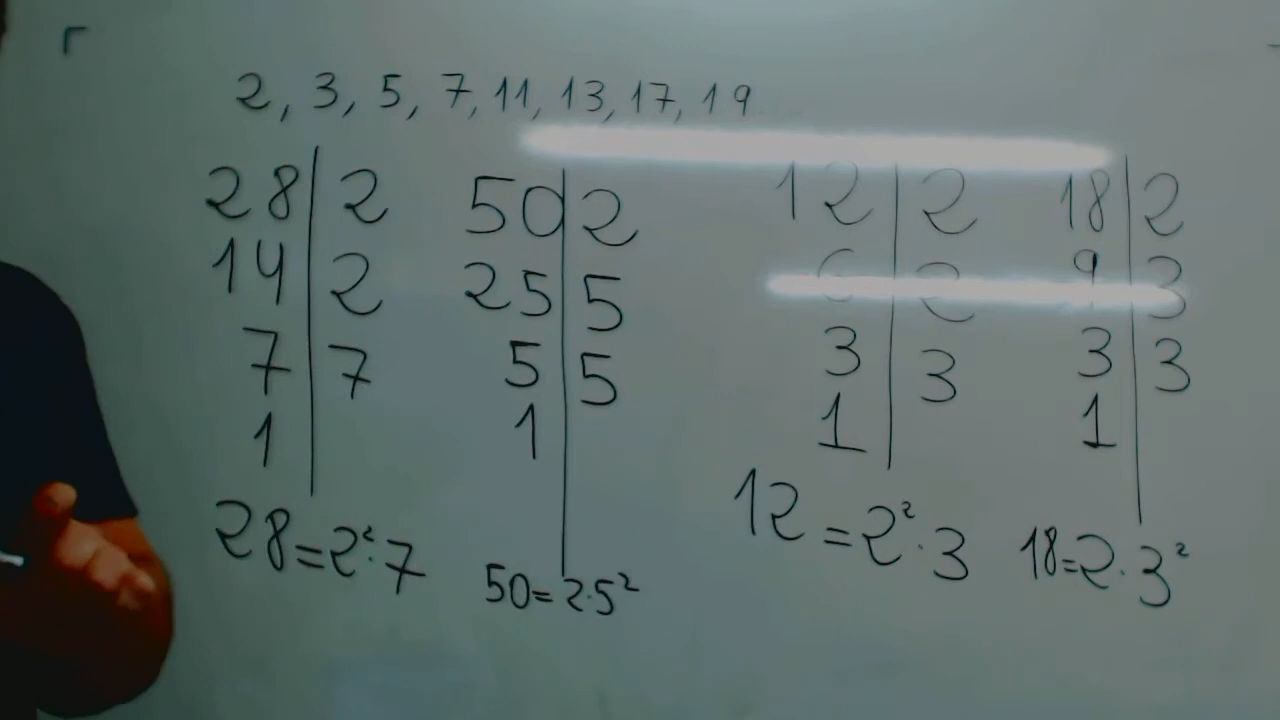 2, 3, 5, 7, 11, 13, 17, 19
28 | 2
14 | 2
7 | 7
1 |
28=2²·7
50 | 2
25 | 5
5 | 5
1 |
50=2·5²
12 | 2
6 | 2
3 | 3
1 |
12=2²·3
18 | 2
9 | 3
3 | 3
1 |
18=2·3²